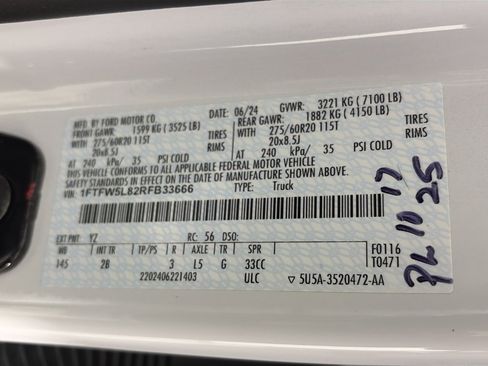 MFD. BY FORD MOTOR CO.
DATE: 06/24 GVWR: 3221 KG ( 7100 LB)
FRONT GAWR: 1599 KG ( 3525 LB) REAR GAWR: 1882 KG ( 4150 LB)
WITH 275/60R20 115T TIRES WITH 275/60R20 115T TIRES
20x8.5J RIMS 20x8.5J RIMS
AT 240 kPa/ 35 PSI COLD AT 240 kPa/ 35 PSI COLD
THIS VEHICLE CONFORMS TO ALL APPLICABLE FEDERAL MOTOR VEHICLE
SAFETY AND THEFT PREVENTION STANDARDS IN EFFECT ON THE DATE OF MANUFACTURE SHOWN ABOVE.
VIN: 1FTFW5L82RFB33666 TYPE: Truck
EXT PNT: YZ RC: 56 DSO:
WB INT TR TP/PS R AXLE TR SPR F0116
145 2B 3 L5 G 33CC T0471
2202406221403 ULC 5U5A-3520472-AA
10 17
25